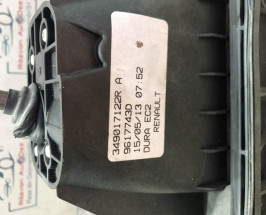 349017122R A
9617743D
15/05/13 07:52
DURA EC2
RENAULT